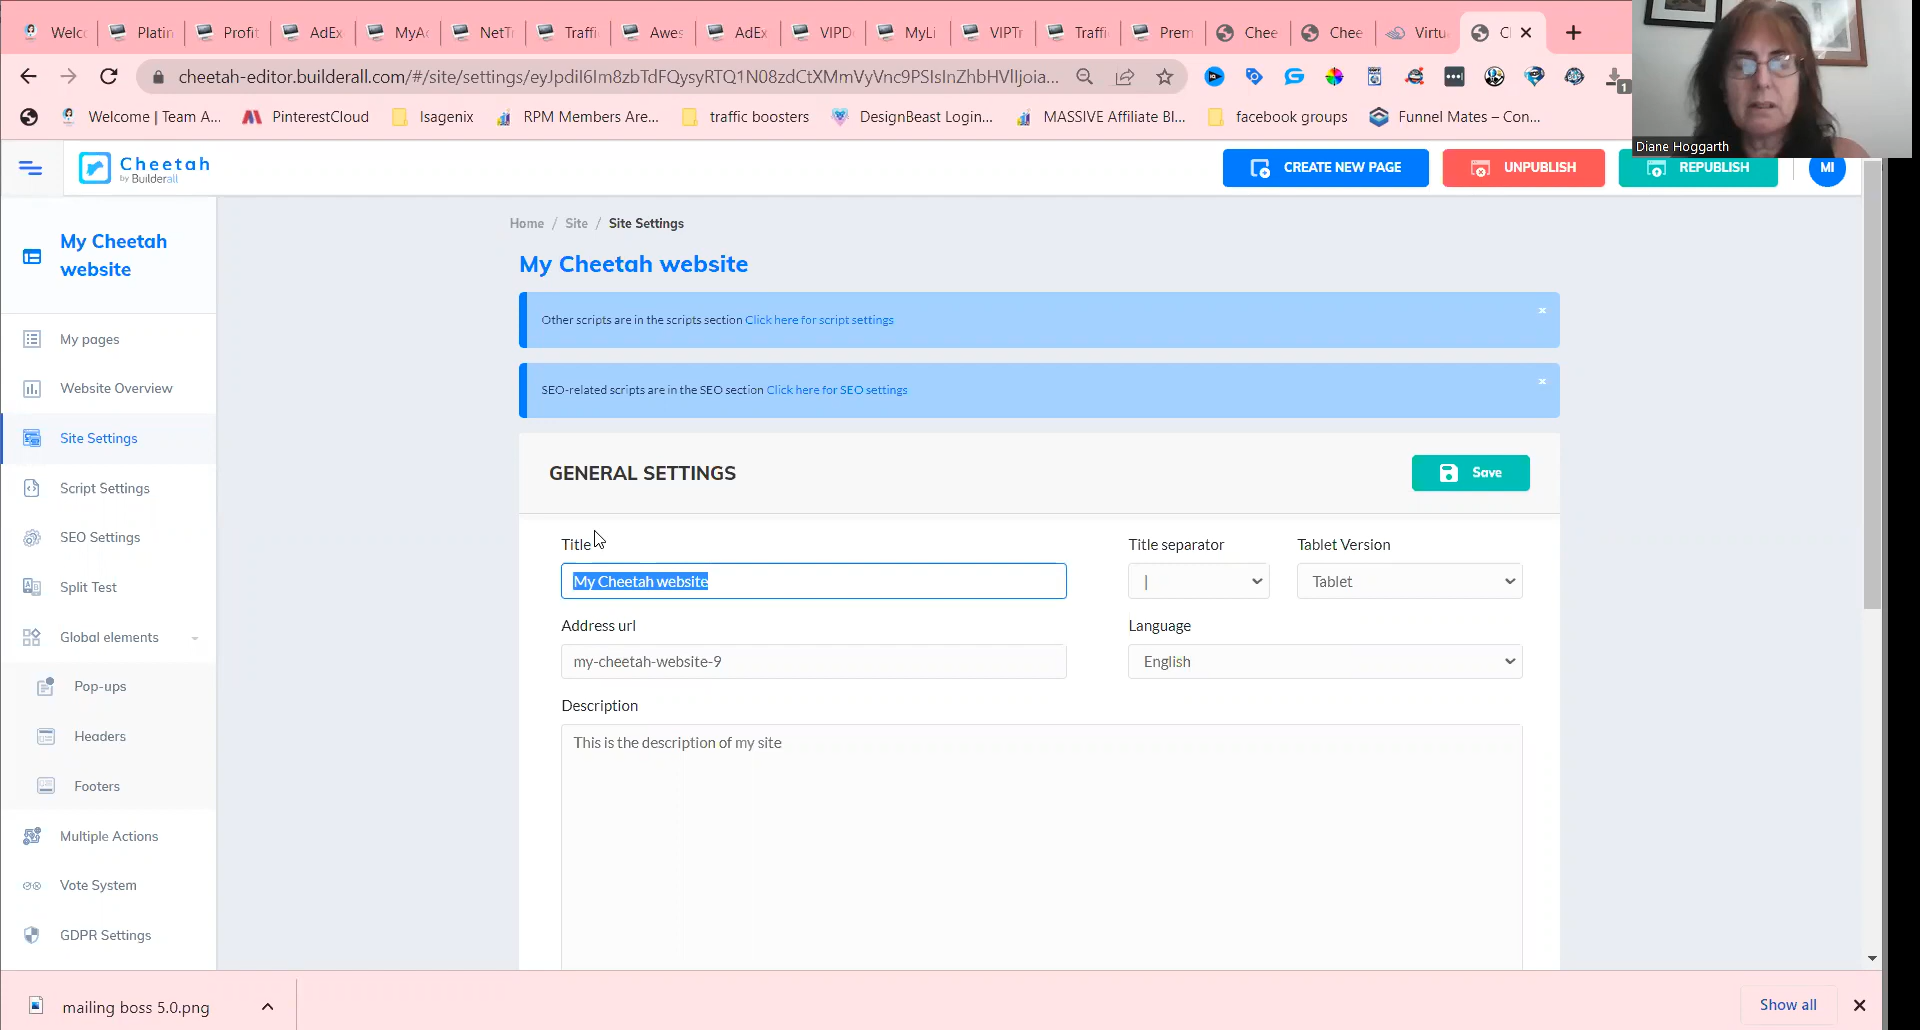 Welc
Platin
Profit
AdEx
MyA
NetT
Traffi
Awes
AdEx
VIPD
MyLi
VIPTr
Traffi
Prem
Chee
Chee
Virtu
C
cheetah-editor.builderall.com/#/site/settings/eyJpdiI6Im8zbTdFQysyRTQ1N08zdCtXMmVyVnc9PSIsInZhbHVlIjoia...
1
Welcome | Team A...
PinterestCloud
Isagenix
RPM Members Are...
traffic boosters
DesignBeast Login...
MASSIVE Affiliate Bl...
facebook groups
Funnel Mates – Con...
Diane Hoggarth
Cheetah
by Builderall
CREATE NEW PAGE
UNPUBLISH
REPUBLISH
MI
My Cheetah
website
My pages
Website Overview
Site Settings
Script Settings
SEO Settings
Split Test
Global elements
Pop-ups
Headers
Footers
Multiple Actions
Vote System
GDPR Settings
Home / Site / Site Settings
My Cheetah website
Other scripts are in the scripts section Click here for script settings
SEO-related scripts are in the SEO section Click here for SEO settings
GENERAL SETTINGS
Save
Title
Title separator
Tablet Version
My Cheetah website
|
Tablet
Address url
Language
my-cheetah-website-9
English
Description
This is the description of my site
mailing boss 5.0.png
Show all